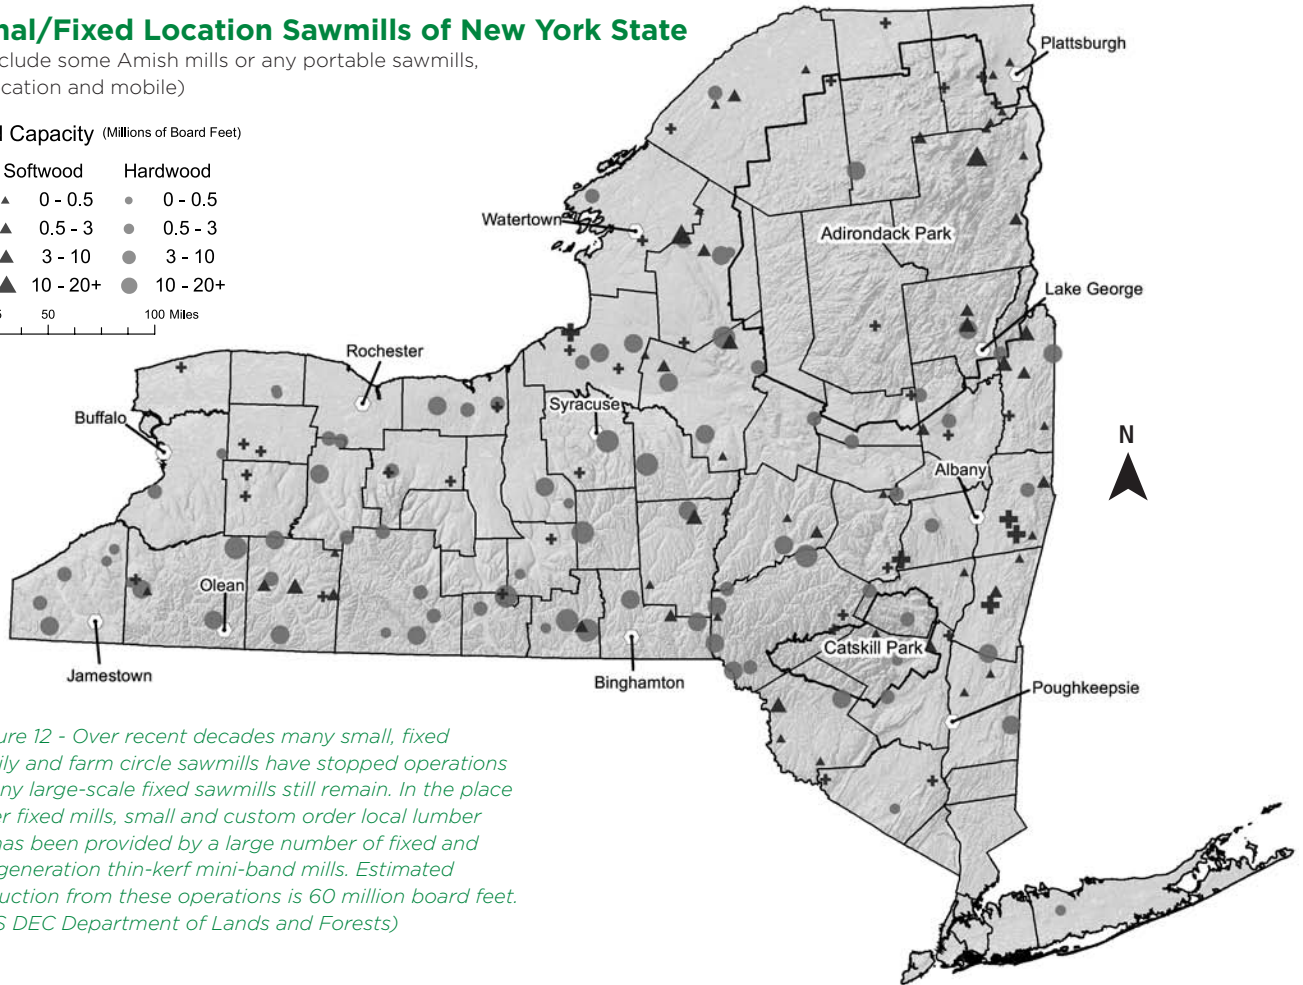 nal/Fixed Location Sawmills of New York State
clude some Amish mills or any portable sawmills,
cation and mobile)
l Capacity (Millions of Board Feet)
Softwood Hardwood
0 - 0.5 0 - 0.5
0.5 - 3 0.5 - 3
3 - 10 3 - 10
10 - 20+ 10 - 20+
5 50 100 Miles
Plattsburgh
Watertown
Adirondack Park
Lake George
Rochester
Buffalo
Syracuse
N
Albany
Olean
Catskill Park
Jamestown
Binghamton
Poughkeepsie
ure 12 - Over recent decades many small, fixed
ily and farm circle sawmills have stopped operations
ny large-scale fixed sawmills still remain. In the place
er fixed mills, small and custom order local lumber
has been provided by a large number of fixed and
generation thin-kerf mini-band mills. Estimated
uction from these operations is 60 million board feet.
S DEC Department of Lands and Forests)